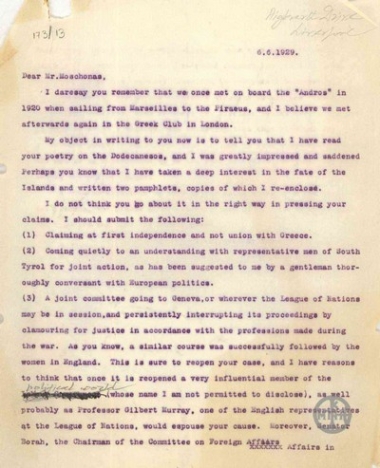 173/13
Liverpool
6.6.1929.
Dear Mr.Moschonas,
I daresay you remember that we once met on board the "Andros" in
1920 when sailing from Marseilles to the Piraeus, and I believe we met
afterwards again in the Greek Club in London.
My object in writing to you now is to tell you that I have read
your poetry on the Dodecanesos, and I was greatly impressed and saddened
Perhaps you know that I have taken a deep interest in the fate of the
Islands and written two pamphlets, copies of which I re-enclose.
I do not think you go about it in the right way in pressing your
claims. I should submit the following:
(1) Claiming at first independence and not union with Greece.
(2) Coming quietly to an understanding with representative men of South
Tyrol for joint action, as has been suggested to me by a gentleman thor-
oughly conversant with European politics.
(3) A joint committee going to Geneva,or wherever the League of Nations
may be in session,and persistently interrupting its proceedings by
clamouring for justice in accordance with the professions made during
the war. As you know, a similar course was successfully followed by the
women in England. This is sure to reopen your case, and I have reasons
to think that once it is reopened a very influential member of the
(whose name I am not permitted to disclose), as well
probably as Professor Gilbert Murray, one of the English representatives
at the League of Nations, would espouse your cause. Moreover, Senator
Borah, the Chairman of the Committee on Foreign Affairs
xxxxxxx Affairs in